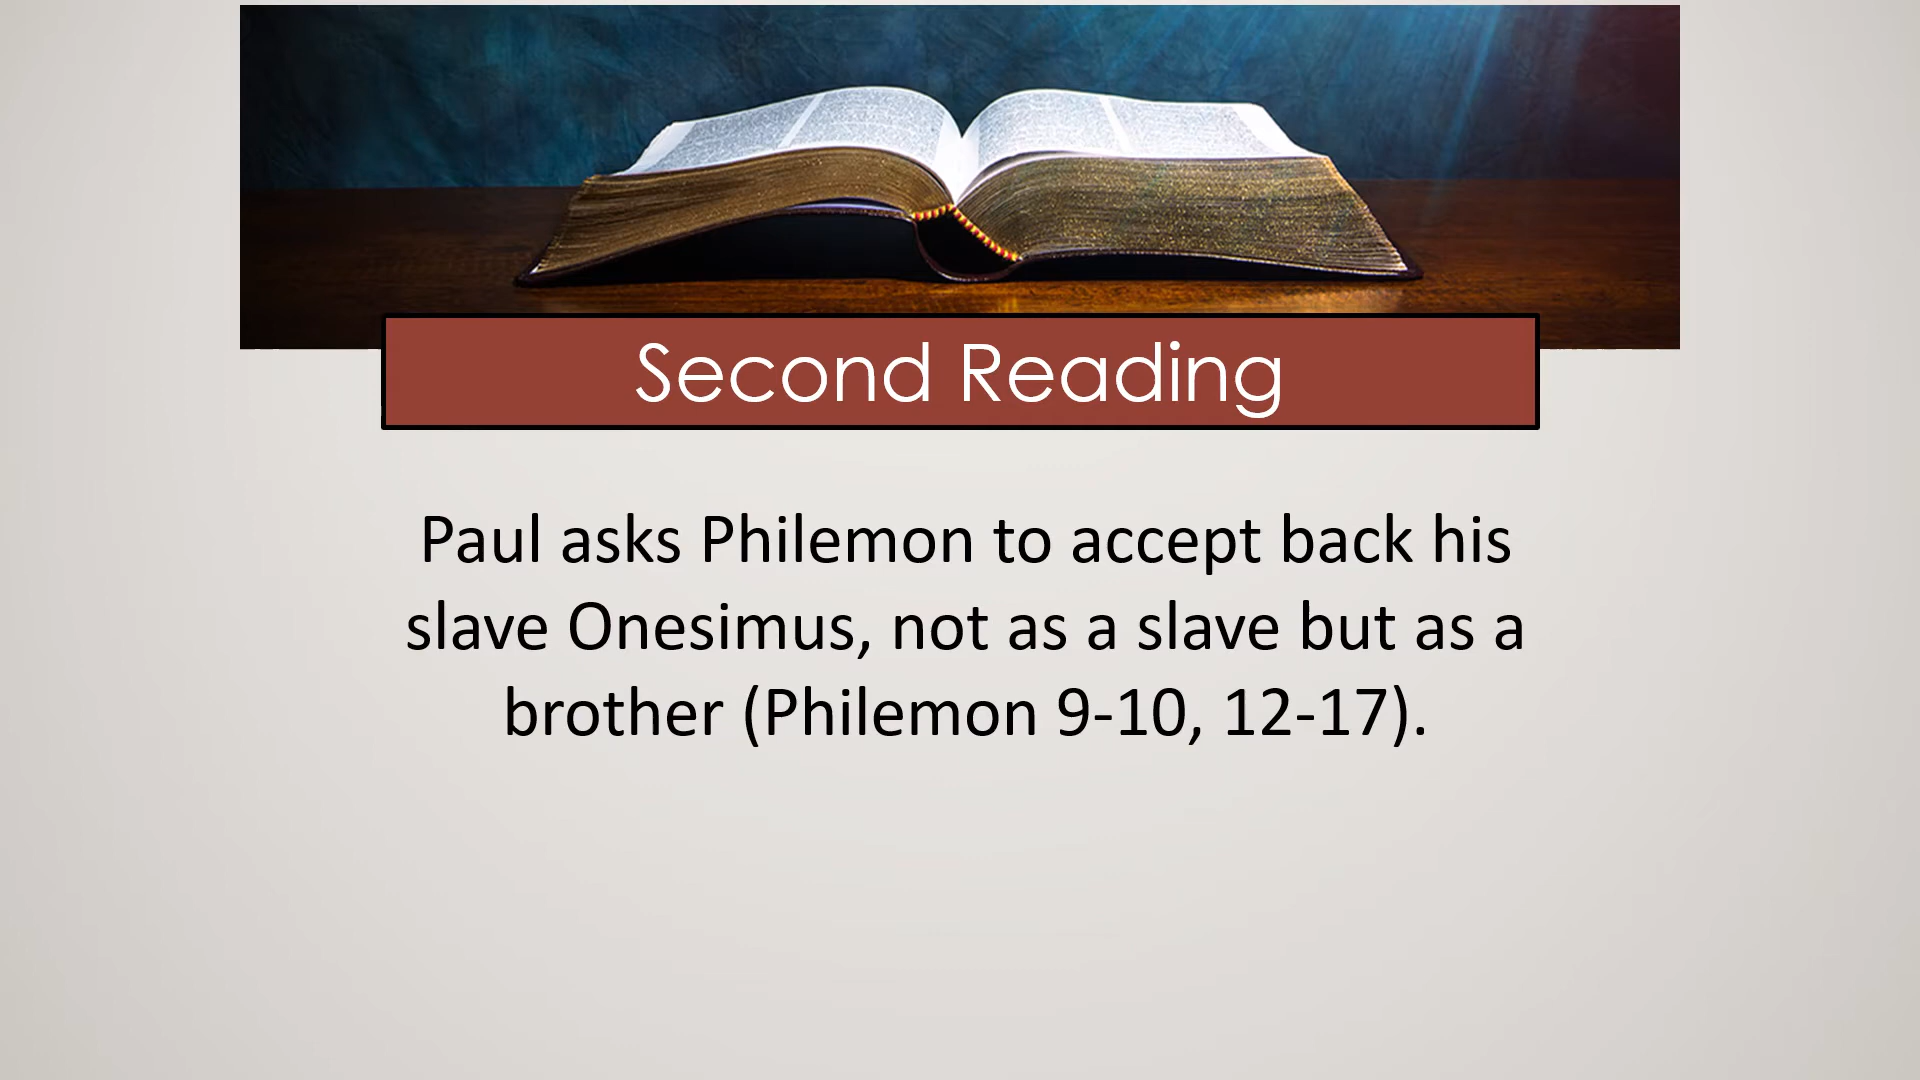 Second Reading
Paul asks Philemon to accept back his
slave Onesimus, not as a slave but as a
brother (Philemon 9-10, 12-17).